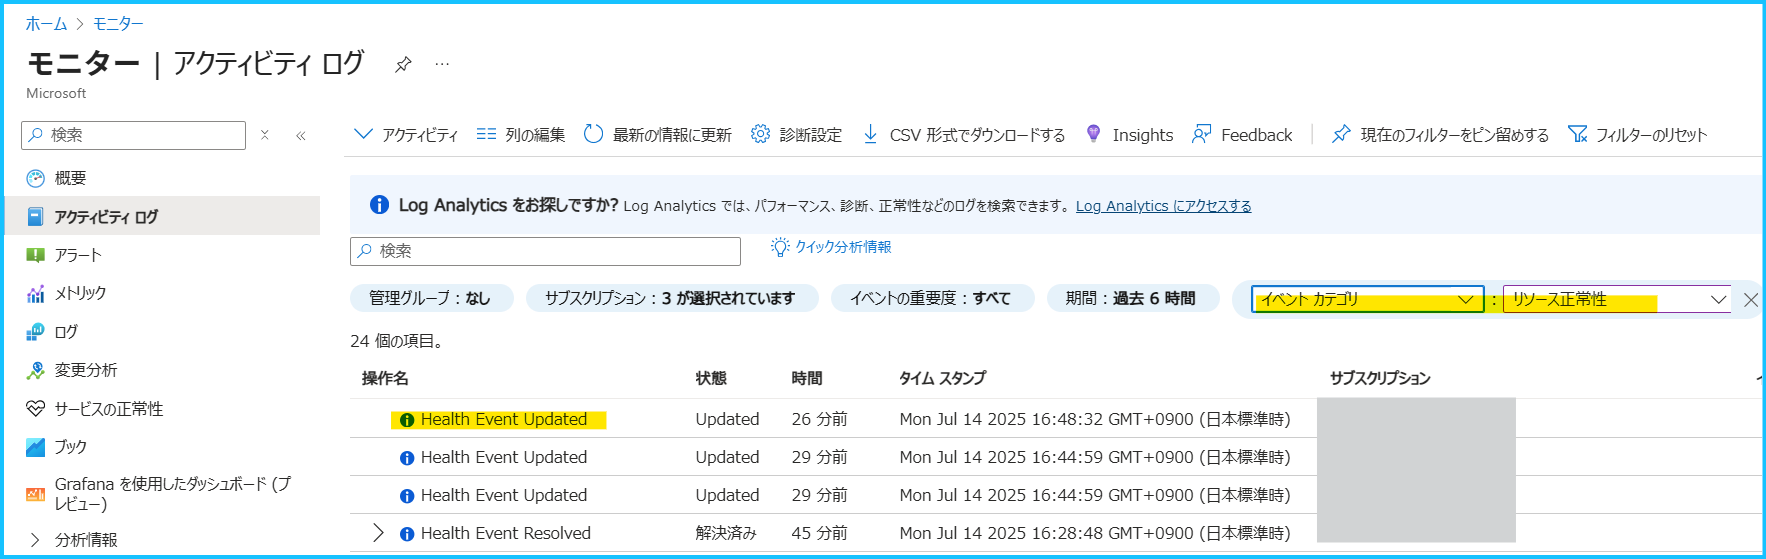 ホーム > モニター
モニター | アクティビティ ログ ...
Microsoft
検索
概要
アクティビティ ログ
アラート
メトリック
ログ
変更分析
サービスの正常性
ブック
Grafana を使用したダッシュボード (プ
レビュー)
分析情報
アクティビティ 列の編集 最新の情報に更新 診断設定 CSV 形式でダウンロードする Insights Feedback 現在のフィルターをピン留めする フィルターのリセット
Log Analytics をお探しですか? Log Analytics では、パフォーマンス、診断、正常性などのログを検索できます。 Log Analytics にアクセスする
検索 クイック分析情報
管理グループ : なし サブスクリプション : 3 が選択されています イベントの重要度 : すべて 期間 : 過去 6 時間 イベント カテゴリ : リソース正常性
24 個の項目。
操作名 状態 時間 タイム スタンプ サブスクリプション
Health Event Updated Updated 26 分前 Mon Jul 14 2025 16:48:32 GMT+0900 (日本標準時)
Health Event Updated Updated 29 分前 Mon Jul 14 2025 16:44:59 GMT+0900 (日本標準時)
Health Event Updated Updated 29 分前 Mon Jul 14 2025 16:44:59 GMT+0900 (日本標準時)
Health Event Resolved 解決済み 45 分前 Mon Jul 14 2025 16:28:48 GMT+0900 (日本標準時)